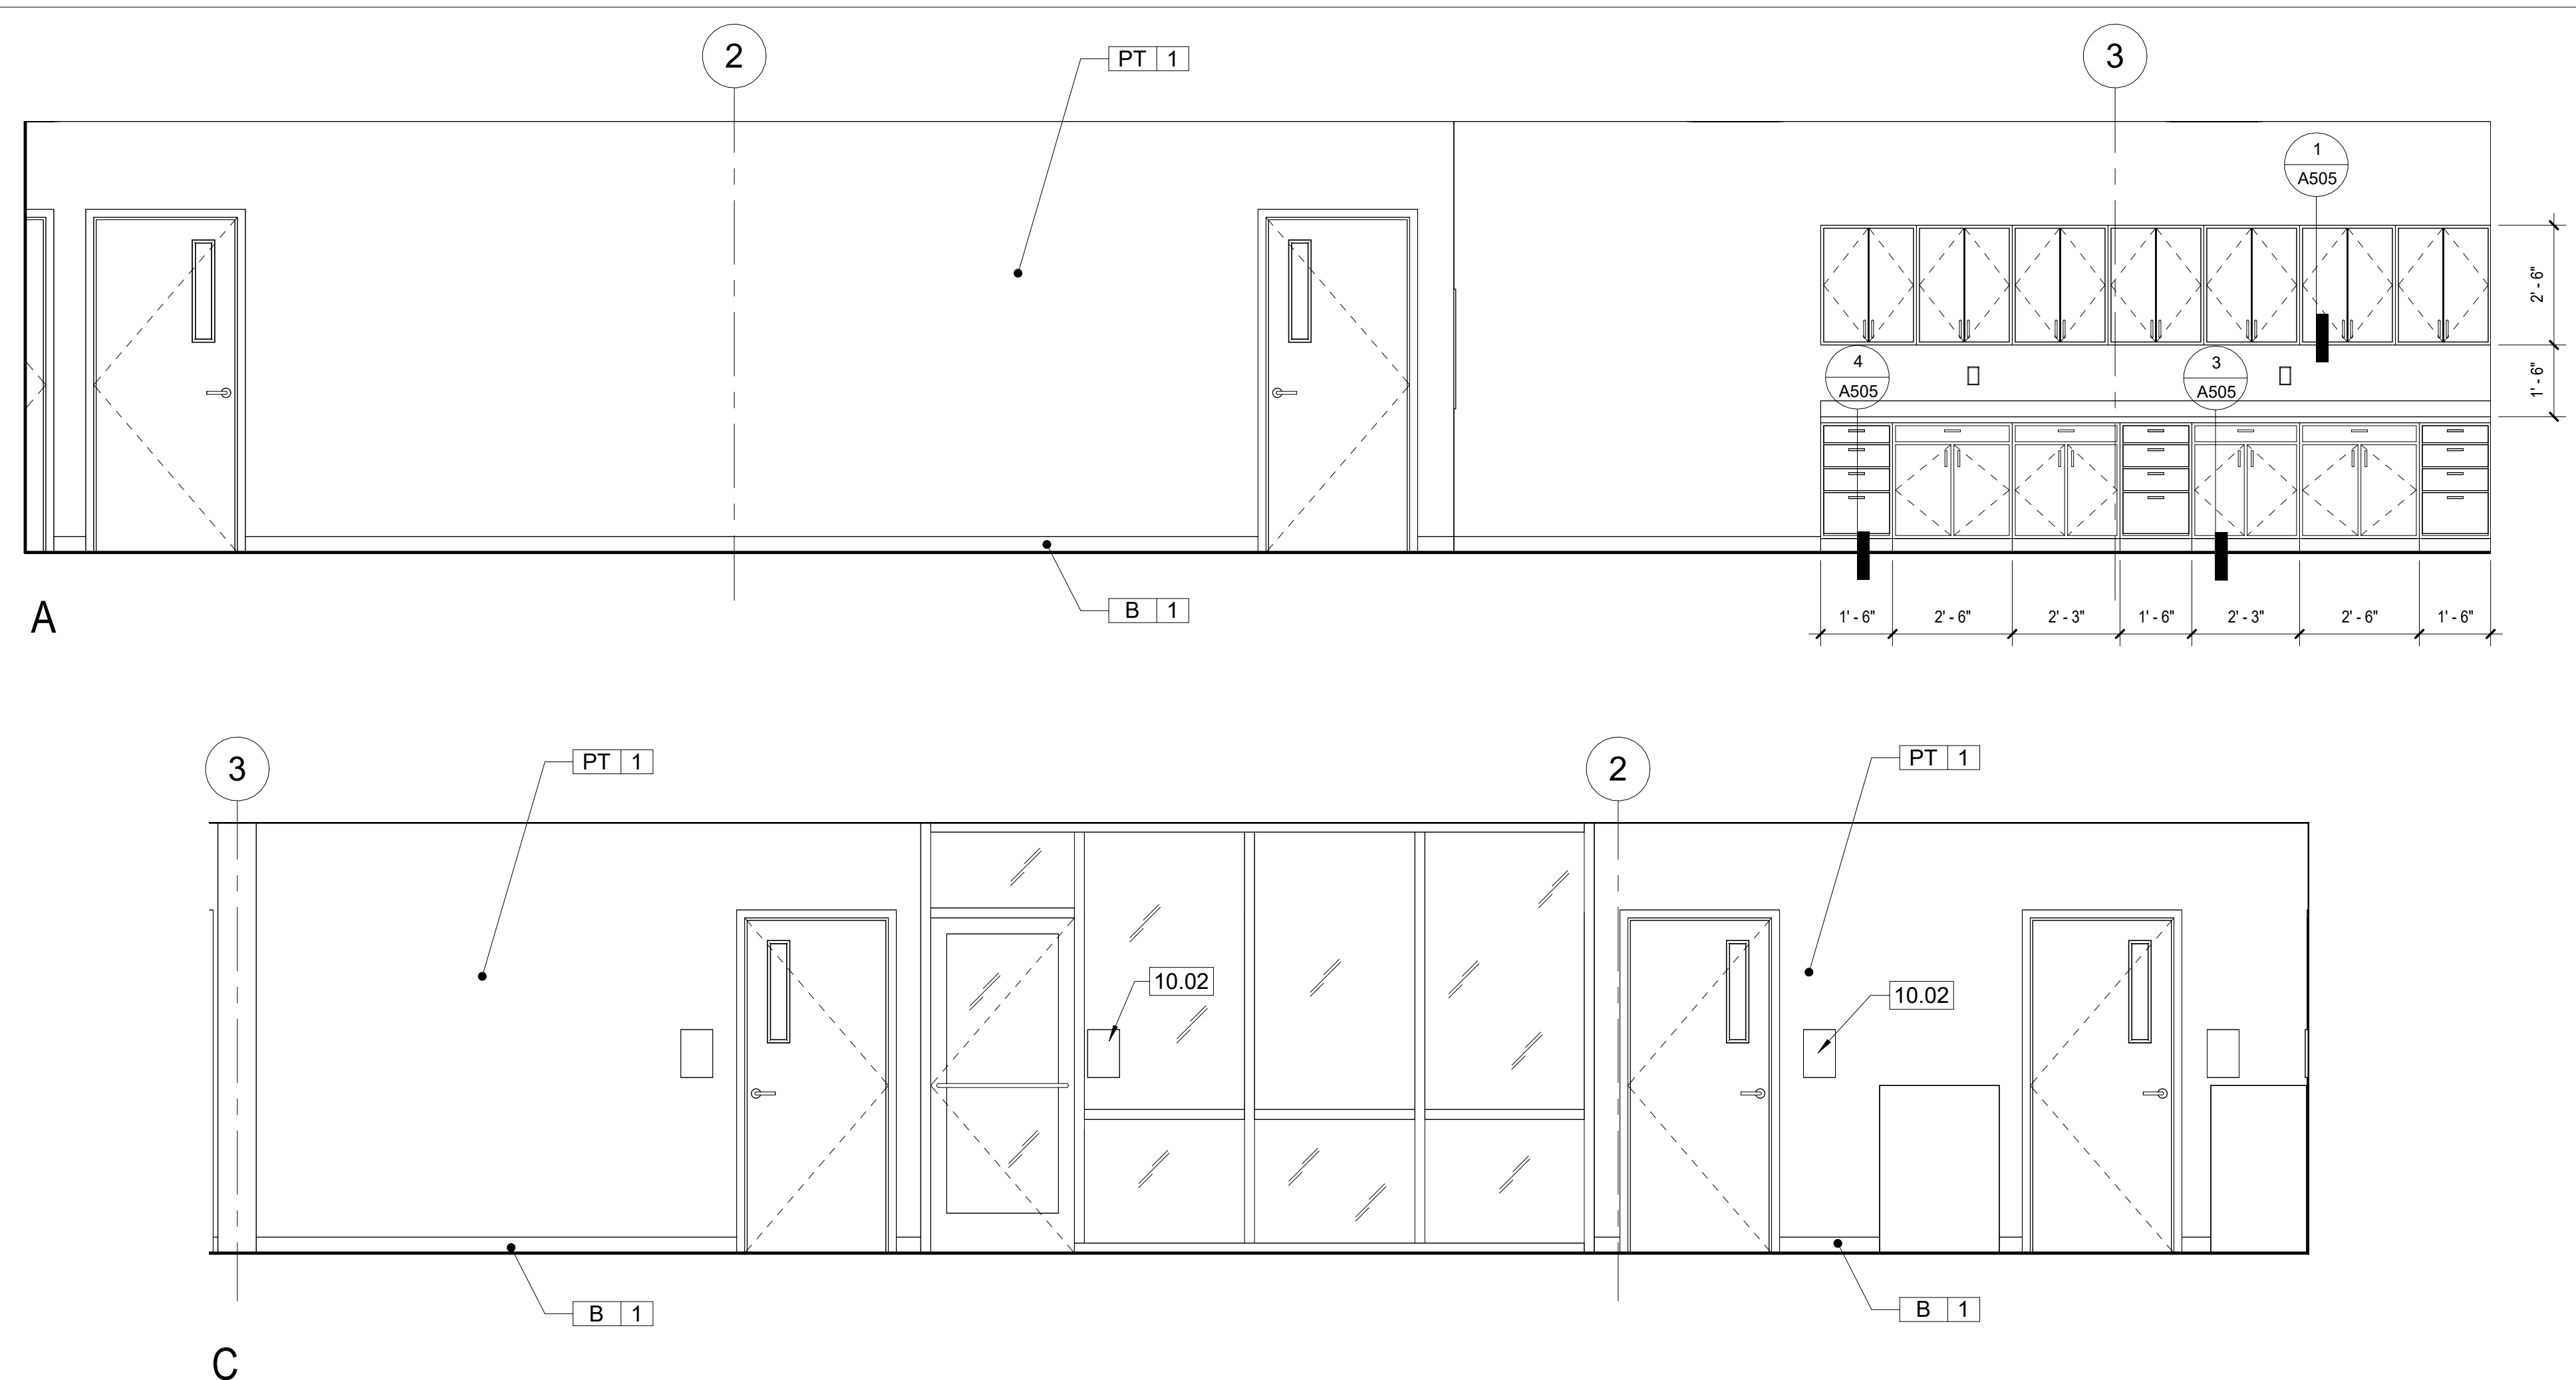 2
PT 1
3
1
A505
2' - 6"
4
A505
3
A505
1' - 6"
B 1
A
1' - 6" 2' - 6" 2' - 3" 1' - 6" 2' - 3" 2' - 6" 1' - 6"
3
PT 1
2
PT 1
10.02
10.02
B 1
B 1
C